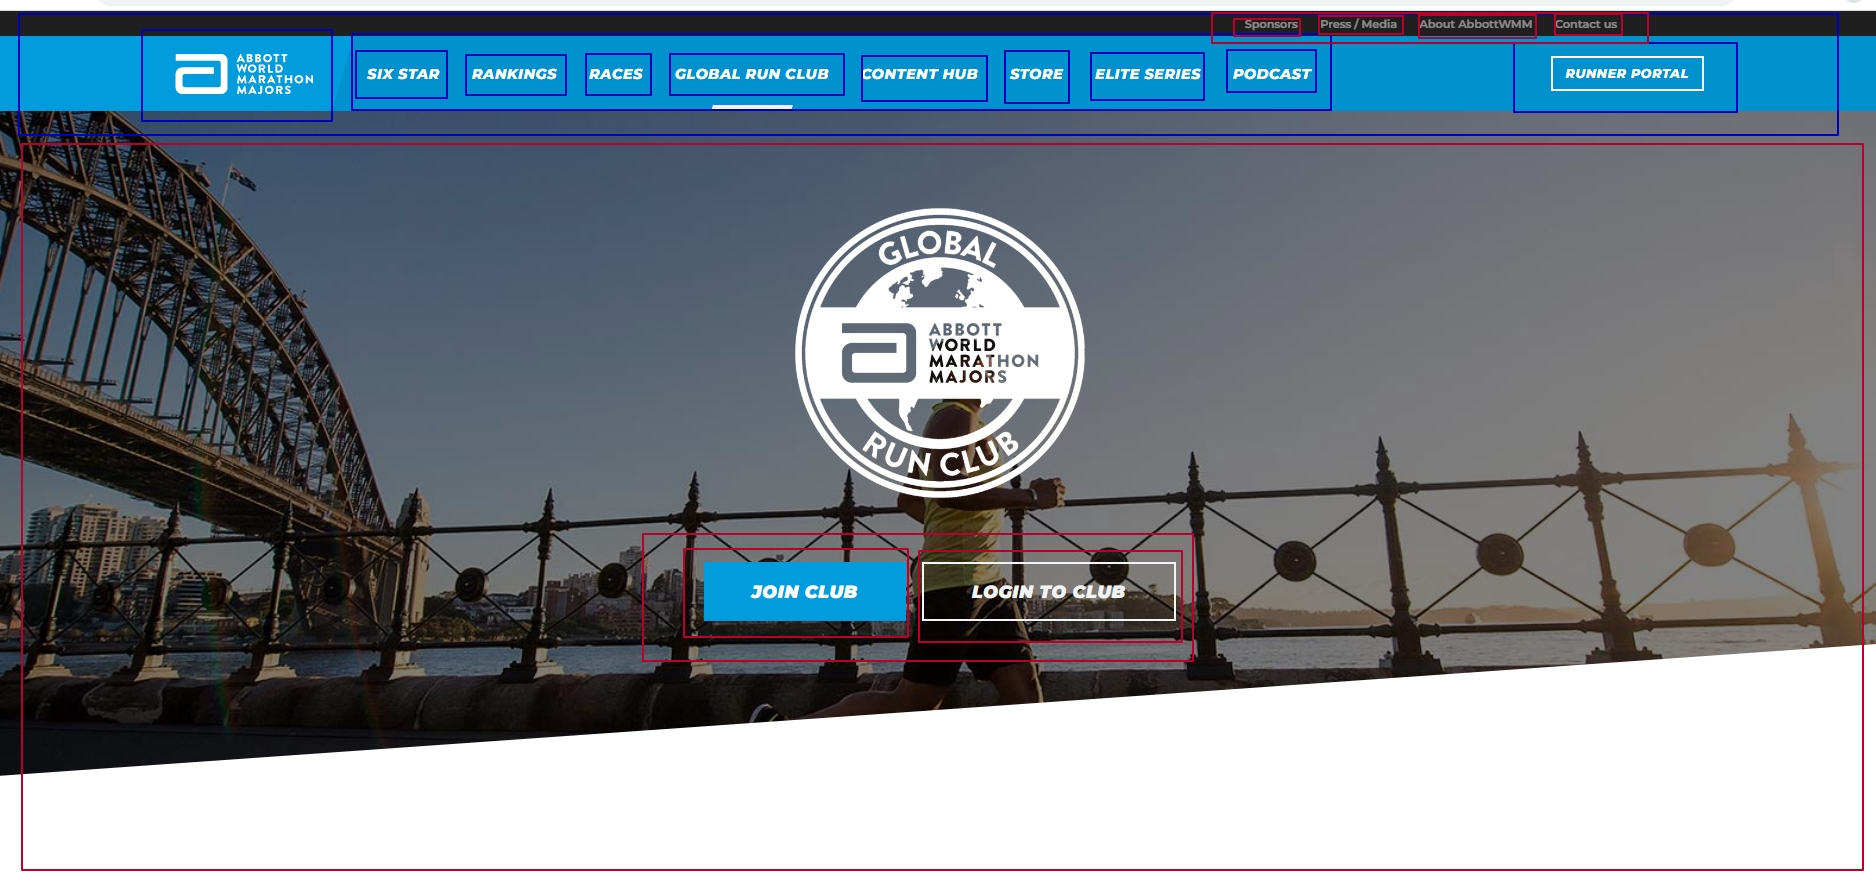 Sponsors Press / Media About AbbottWMM Contact us
ABBOTT
WORLD
MARATHON
MAJORS
SIX STAR RANKINGS RACES GLOBAL RUN CLUB CONTENT HUB STORE ELITE SERIES PODCAST RUNNER PORTAL
GLOBAL
ABBOTT
WORLD
MARATHON
MAJORS
RUN CLUB
JOIN CLUB LOGIN TO CLUB